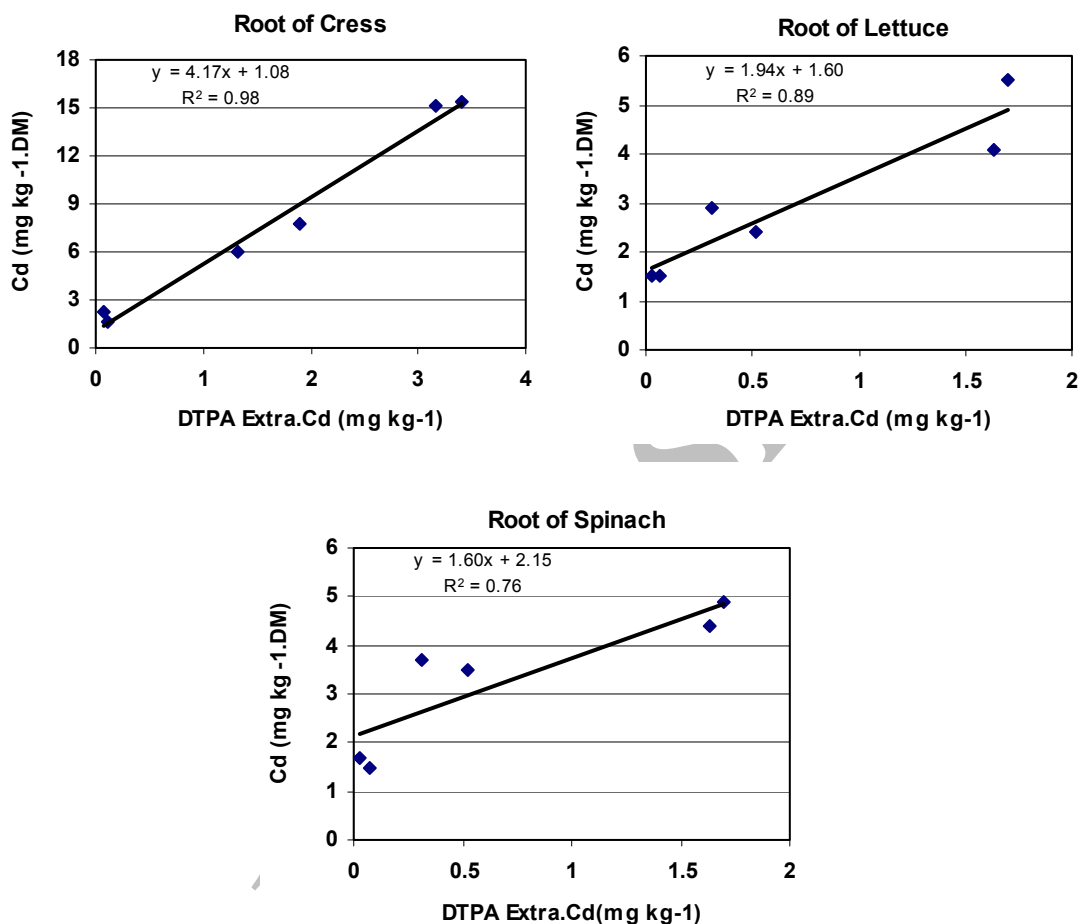 Root of Cress
y = 4.17x + 1.08
R² = 0.98
18
15
12
9
6
3
0
0 1 2 3 4
Cd (mg kg -1.DM)
DTPA Extra.Cd (mg kg-1)
Root of Lettuce
y = 1.94x + 1.60
R² = 0.89
6
5
4
3
2
1
0
0 0.5 1 1.5 2
Cd (mg kg -1.DM)
DTPA Extra.Cd (mg kg-1)
Root of Spinach
y = 1.60x + 2.15
R² = 0.76
6
5
4
3
2
1
0
0 0.5 1 1.5 2
Cd (mg kg -1.DM)
DTPA Extra.Cd(mg kg-1)